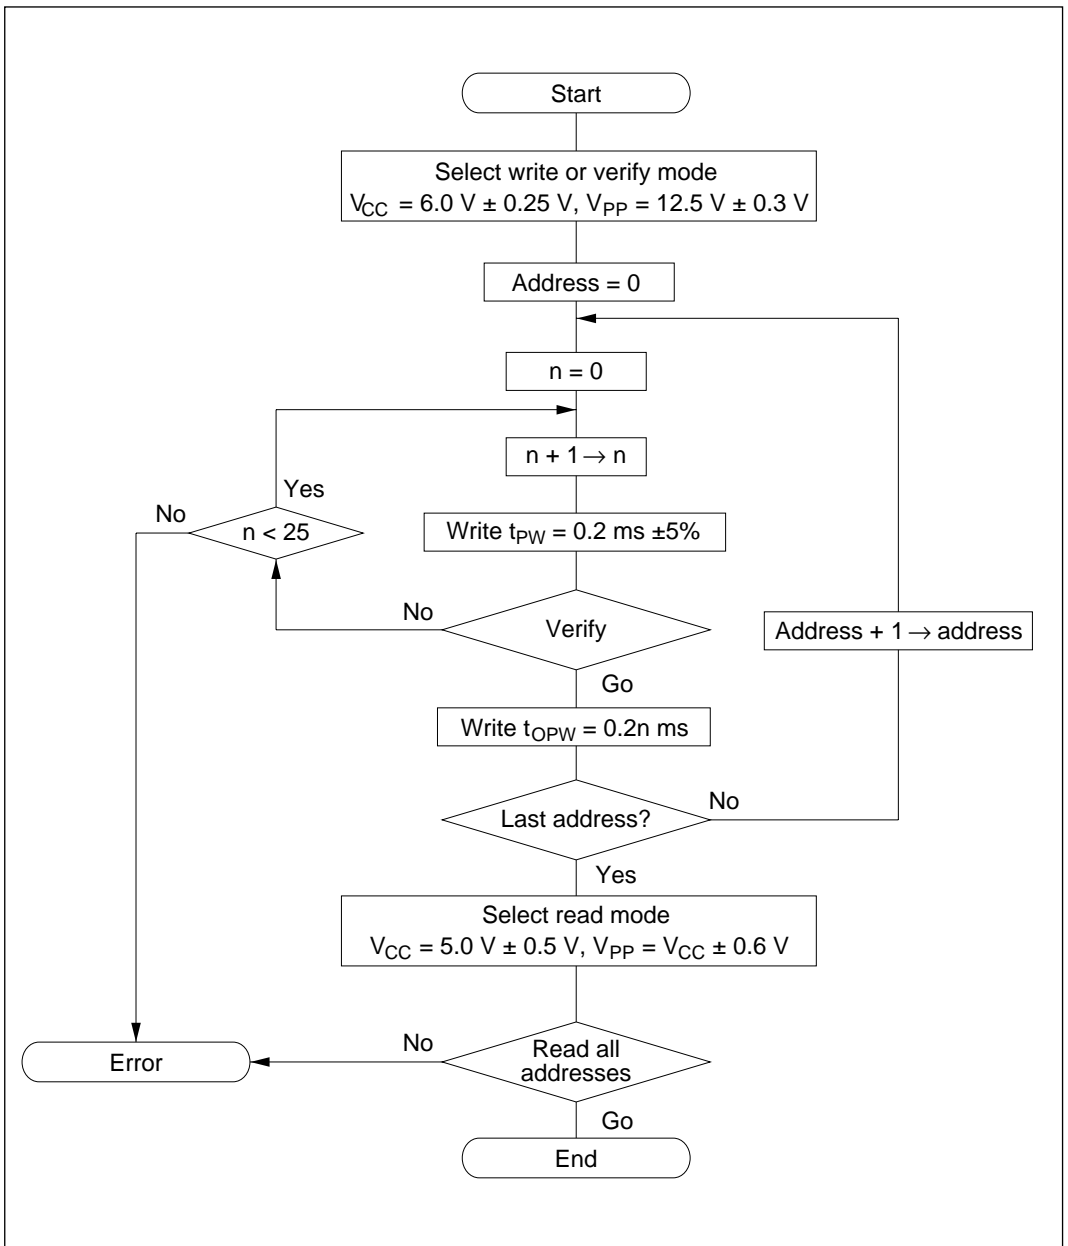 Start
Select write or verify mode
VCC = 6.0 V ± 0.25 V, VPP = 12.5 V ± 0.3 V
Address = 0
n = 0
n + 1 → n
Yes
No
n < 25
Write tPW = 0.2 ms ±5%
No
Verify
Address + 1 → address
Go
Write tOPW = 0.2n ms
No
Last address?
Yes
Select read mode
VCC = 5.0 V ± 0.5 V, VPP = VCC ± 0.6 V
No
Read all
addresses
Error
Go
End